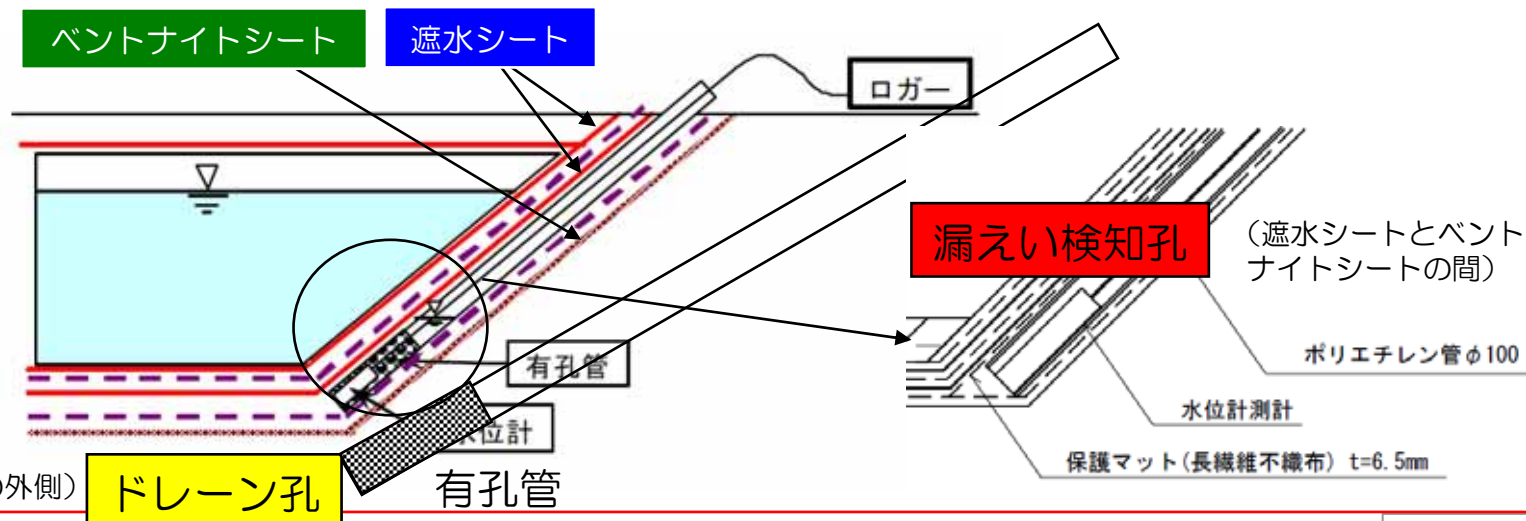 ベントナイトシート
遮水シート
ロガー
漏えい検知孔
（遮水シートとベント
ナイトシートの間）
有孔管
ポリエチレン管φ100
水位計測計
水位計
保護マット(長繊維不織布) t=6.5mm
の外側）
ドレーン孔
有孔管